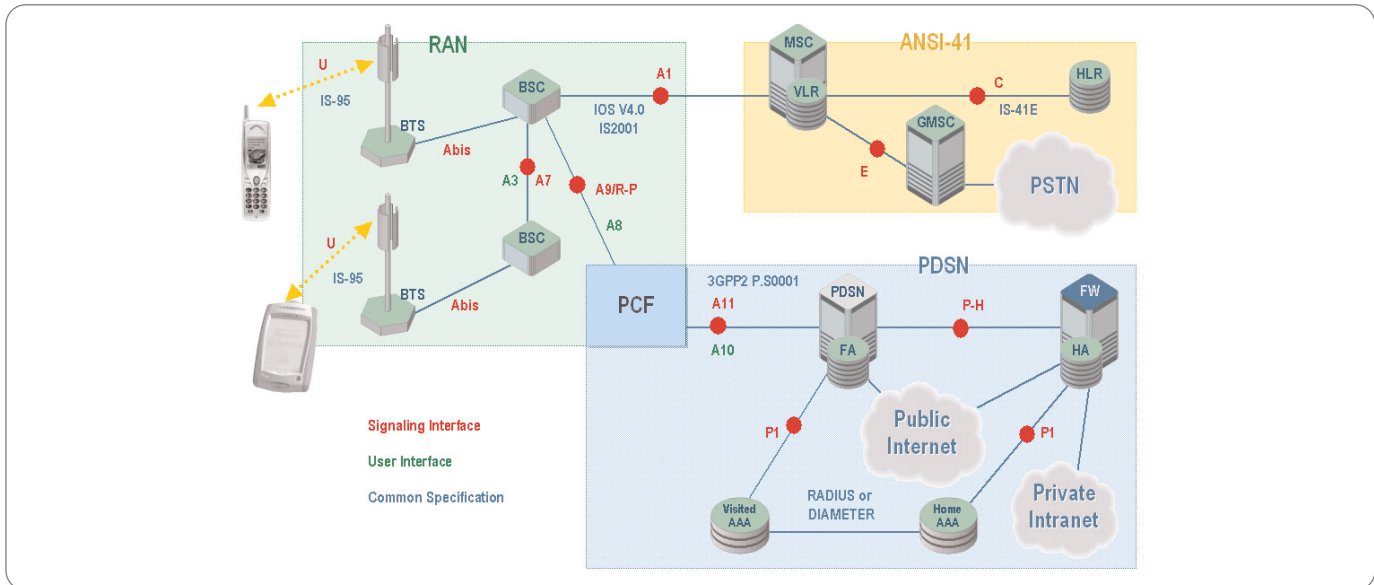 RAN
ANSI-41
MSC
VLR
HLR
U
IS-95
BSC
A1
IOS V4.0
IS2001
C
IS-41E
GMSC
BTS
Abis
E
PSTN
A3
A7
A9/R-P
A8
BSC
U
IS-95
BTS
Abis
PDSN
3GPP2 P.S0001
PCF
A11
A10
PDSN
FA
P-H
FW
HA
Signaling Interface
User Interface
Common Specification
P1
Public
Internet
P1
Visited
AAA
RADIUS or
DIAMETER
Home
AAA
Private
Intranet